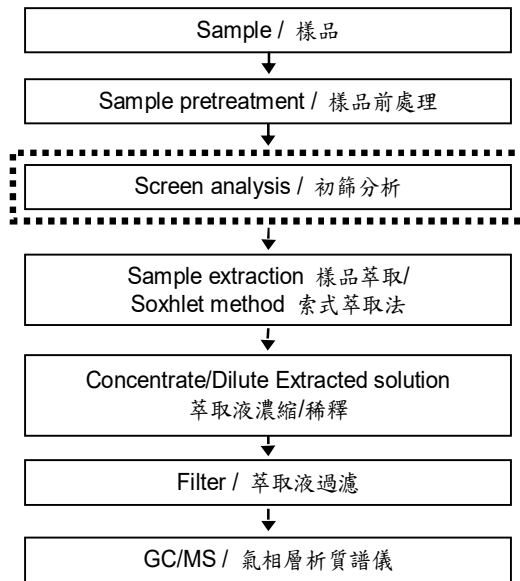 Sample / 樣品
Sample pretreatment / 樣品前處理
Screen analysis / 初篩分析
Sample extraction 樣品萃取/
Soxhlet method 索式萃取法
Concentrate/Dilute Extracted solution
萃取液濃縮/稀釋
Filter / 萃取液過濾
GC/MS / 氣相層析質譜儀